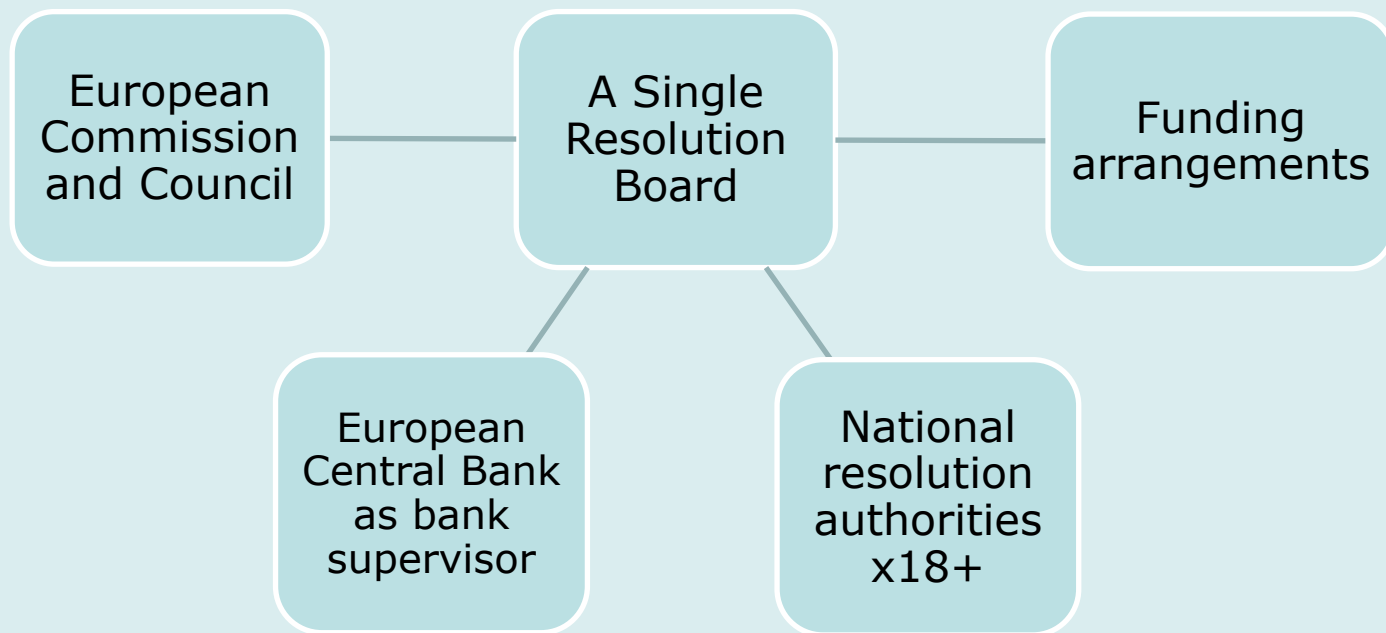 European
Commission
and Council
A Single
Resolution
Board
Funding
arrangements
European
Central Bank
as bank
supervisor
National
resolution
authorities
x18+